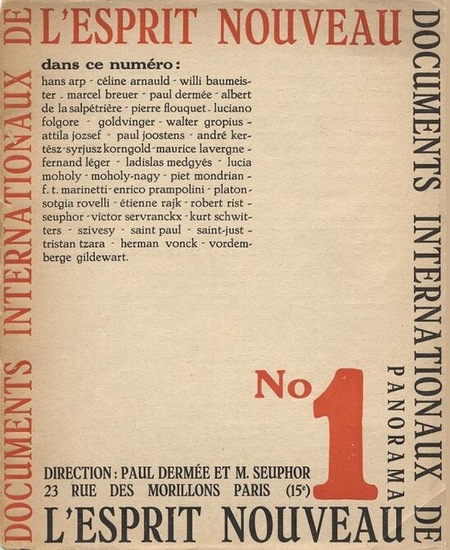 DOCUMENTS INTERNATIONAUX DE
L'ESPRIT NOUVEAU
dans ce numéro:
hans arp - céline arnauld - willi baumeis-
ter - marcel breuer - paul dermée - albert
de la salpétrière - pierre flouquet - luciano
folgore - goldvinger - walter gropius -
attila jozsef - paul joostens - andré ker-
tèsz - syrjusz korngold - maurice lavergne -
fernand léger - ladislas medgyés - lucia
moholy - moholy-nagy - piet mondrian -
f. t. marinetti - enrico prampolini - platon-
sotgia rovelli - étienne rajk - robert rist -
seuphor - victor servranckx - kurt schwit-
ters - szivesy - saint paul - saint-just -
tristan tzara - herman vonck - vordem-
berge gildewart.
No 1
PANORAMA
DIRECTION: PAUL DERMÉE ET M. SEUPHOR
23 RUE DES MORILLONS PARIS (15e)
DOCUMENTS INTERNATIONAUX DE
L'ESPRIT NOUVEAU